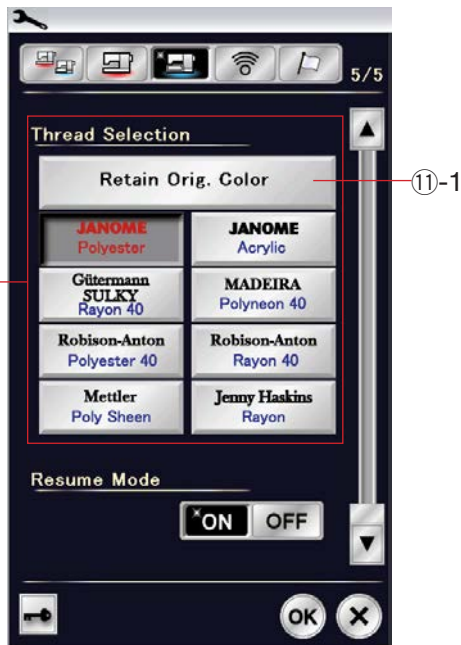 5/5
Thread Selection
Retain Orig. Color
⑪-1
JANOME
Polyester
JANOME
Acrylic
Gütermann
SULKY
Rayon 40
MADEIRA
Polyneon 40
Robison-Anton
Polyester 40
Robison-Anton
Rayon 40
Mettler
Poly Sheen
Jenny Haskins
Rayon
Resume Mode
ON OFF
OK X